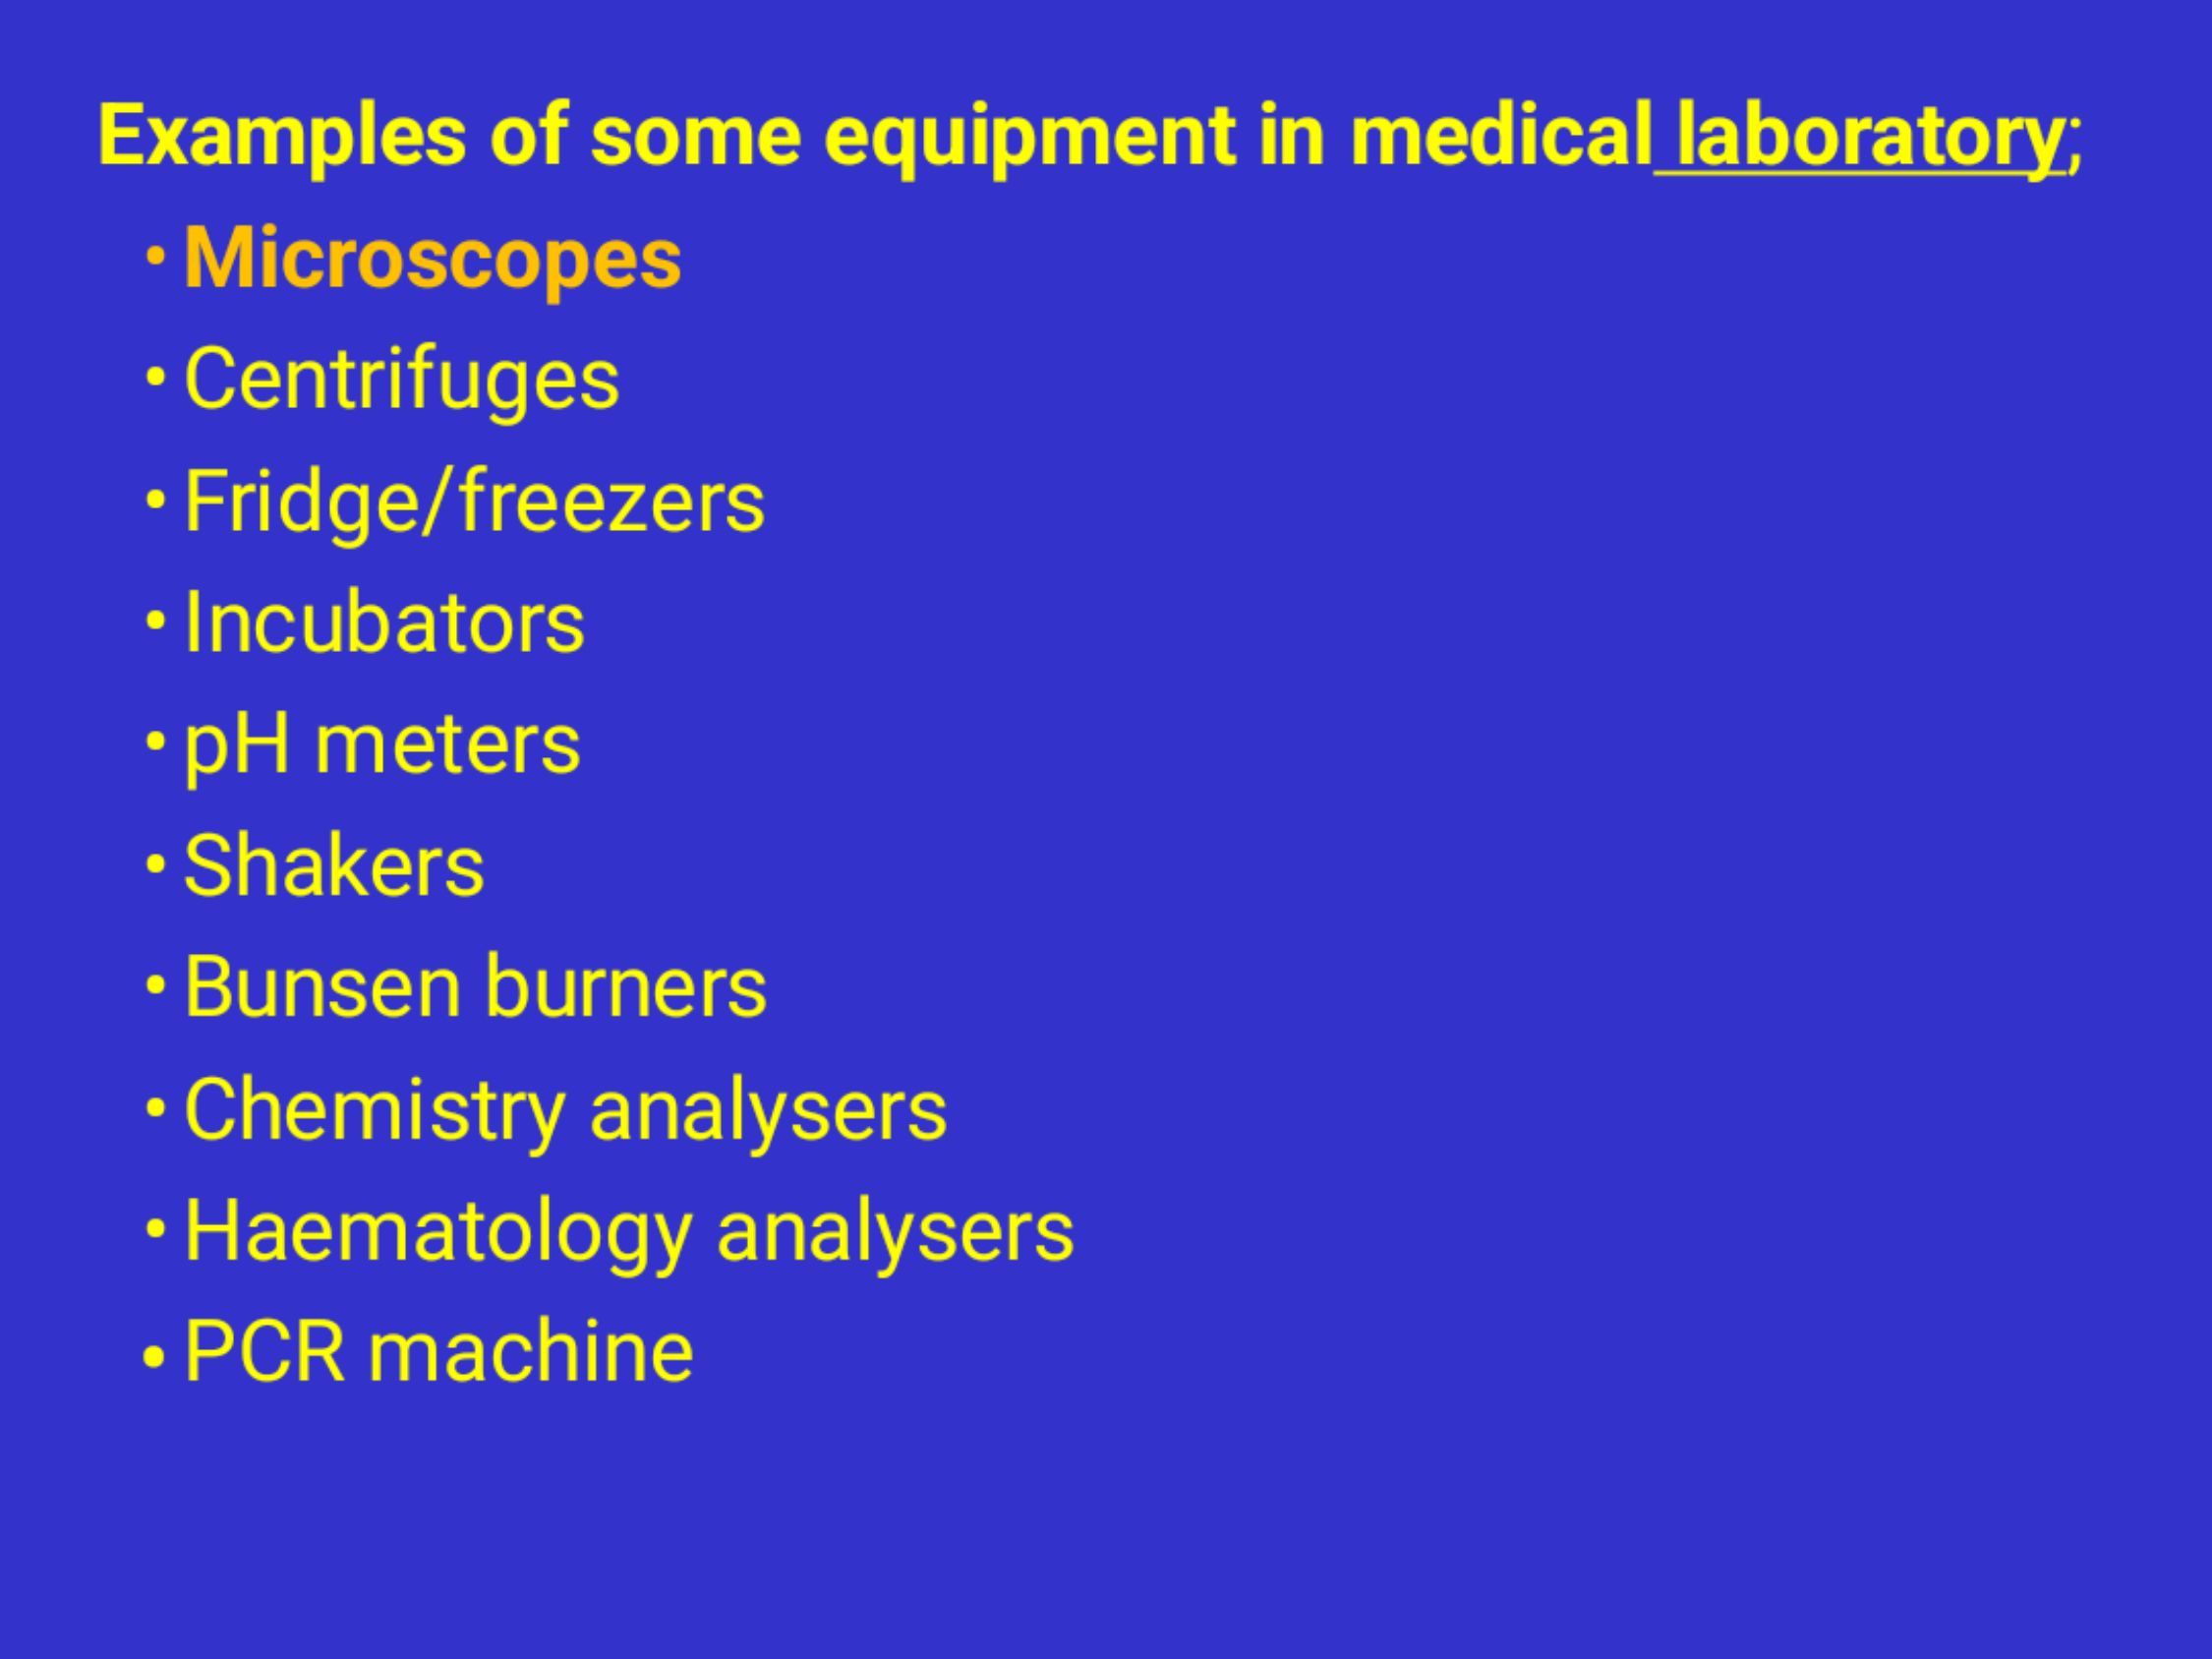 Examples of some equipment in medical laboratory;
• Microscopes
• Centrifuges
• Fridge/freezers
• Incubators
• pH meters
• Shakers
• Bunsen burners
• Chemistry analysers
• Haematology analysers
• PCR machine